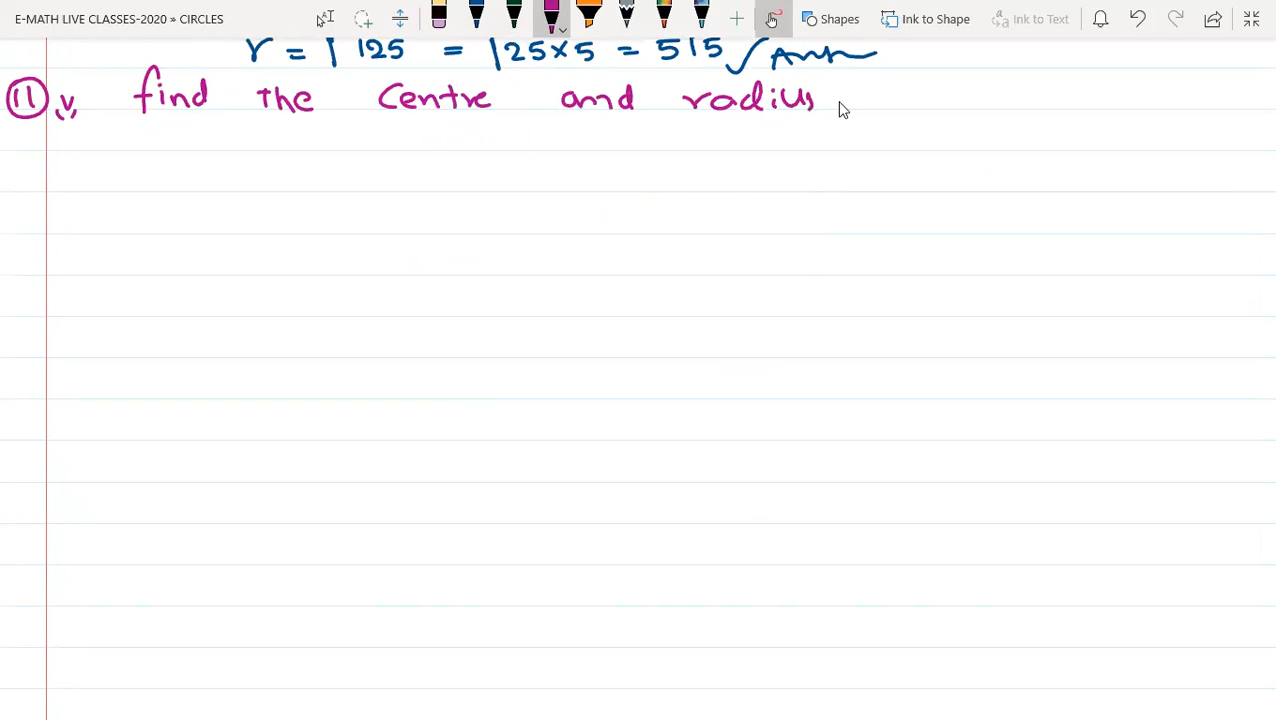 E-MATH LIVE CLASSES-2020 » CIRCLES Shapes Ink to Shape Ink to Text
r = √125 = √25×5 = 5√5 Ans
11 v find the Centre and radius